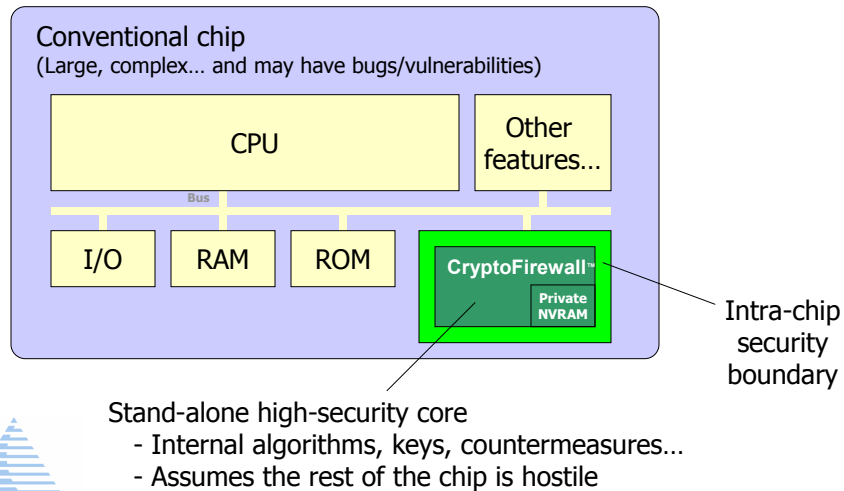 Conventional chip
(Large, complex… and may have bugs/vulnerabilities)
CPU
Other
features…
Bus
I/O
RAM
ROM
CryptoFirewall™
Private
NVRAM
Intra-chip
security
boundary
Stand-alone high-security core
- Internal algorithms, keys, countermeasures…
- Assumes the rest of the chip is hostile